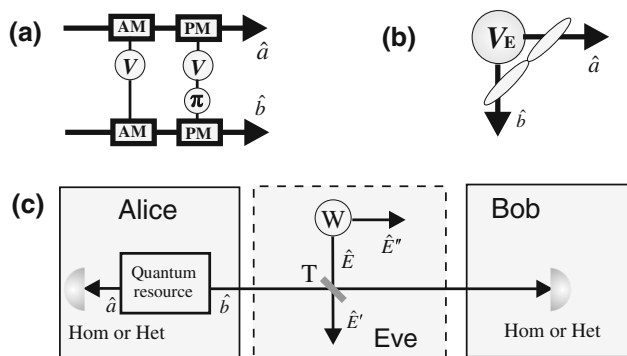 (a)
AM PM
â
V V
π
b̂
AM PM
(b)
V_E
â
b̂
(c) Alice
Bob
W
Ê″
Ê
T
Quantum
resource
â
b̂
Ê′
Hom or Het
Eve
Hom or Het